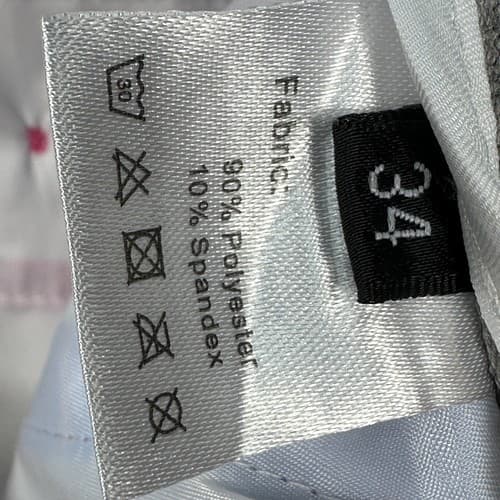 Fabric:
90% Polyester
10% Spandex
30
34